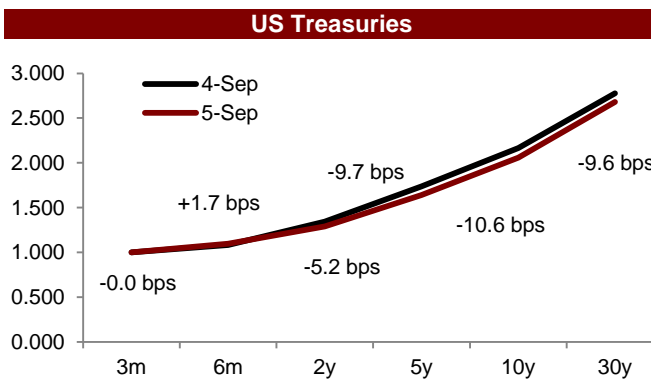 US Treasuries
3.000
2.500
2.000
1.500
1.000
0.500
0.000
4-Sep
5-Sep
-9.7 bps
-9.6 bps
+1.7 bps
-10.6 bps
-5.2 bps
-0.0 bps
3m 6m 2y 5y 10y 30y